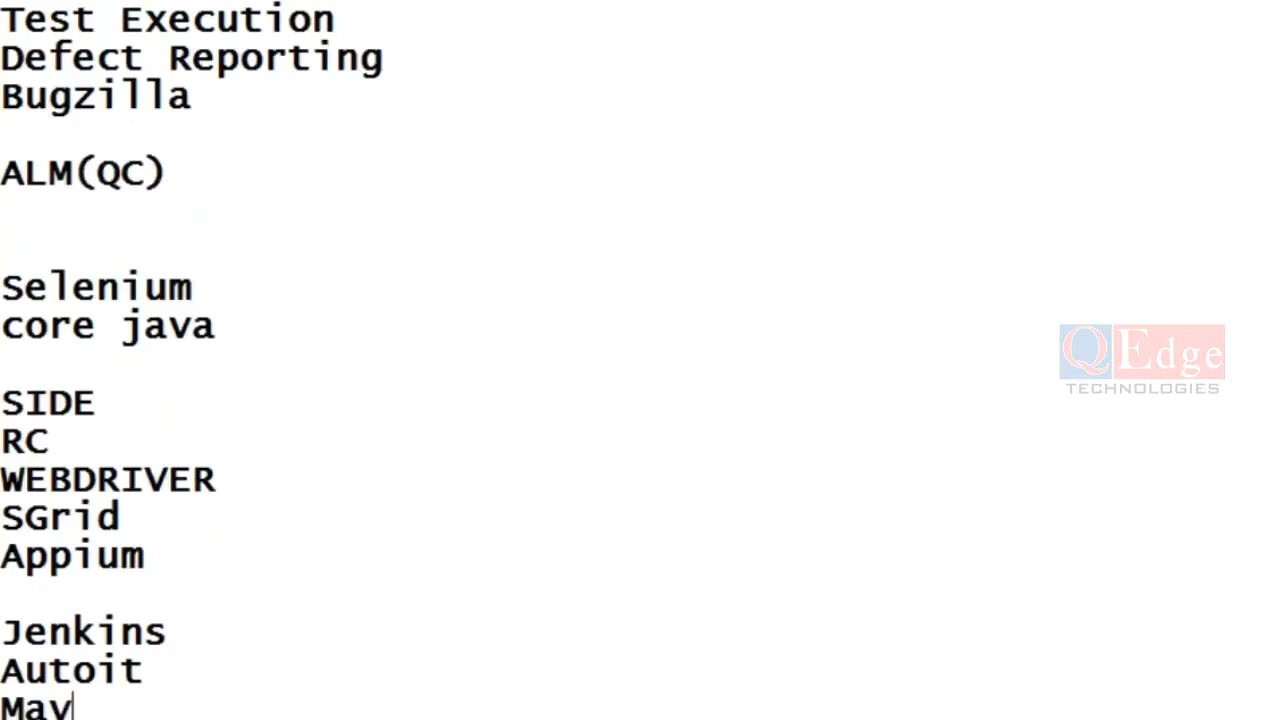 Test Execution
Defect Reporting
Bugzilla
ALM(QC)
Selenium
core java
QEdge
TECHNOLOGIES
SIDE
RC
WEBDRIVER
SGrid
Appium
Jenkins
Autoit
Mav